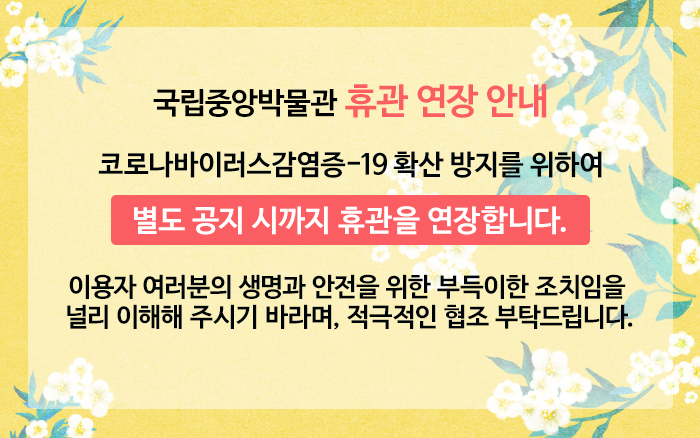 국립중앙박물관 휴관 연장 안내
코로나바이러스감염증-19 확산 방지를 위하여
별도 공지 시까지 휴관을 연장합니다.
이용자 여러분의 생명과 안전을 위한 부득이한 조치임을
널리 이해해 주시기 바라며, 적극적인 협조 부탁드립니다.